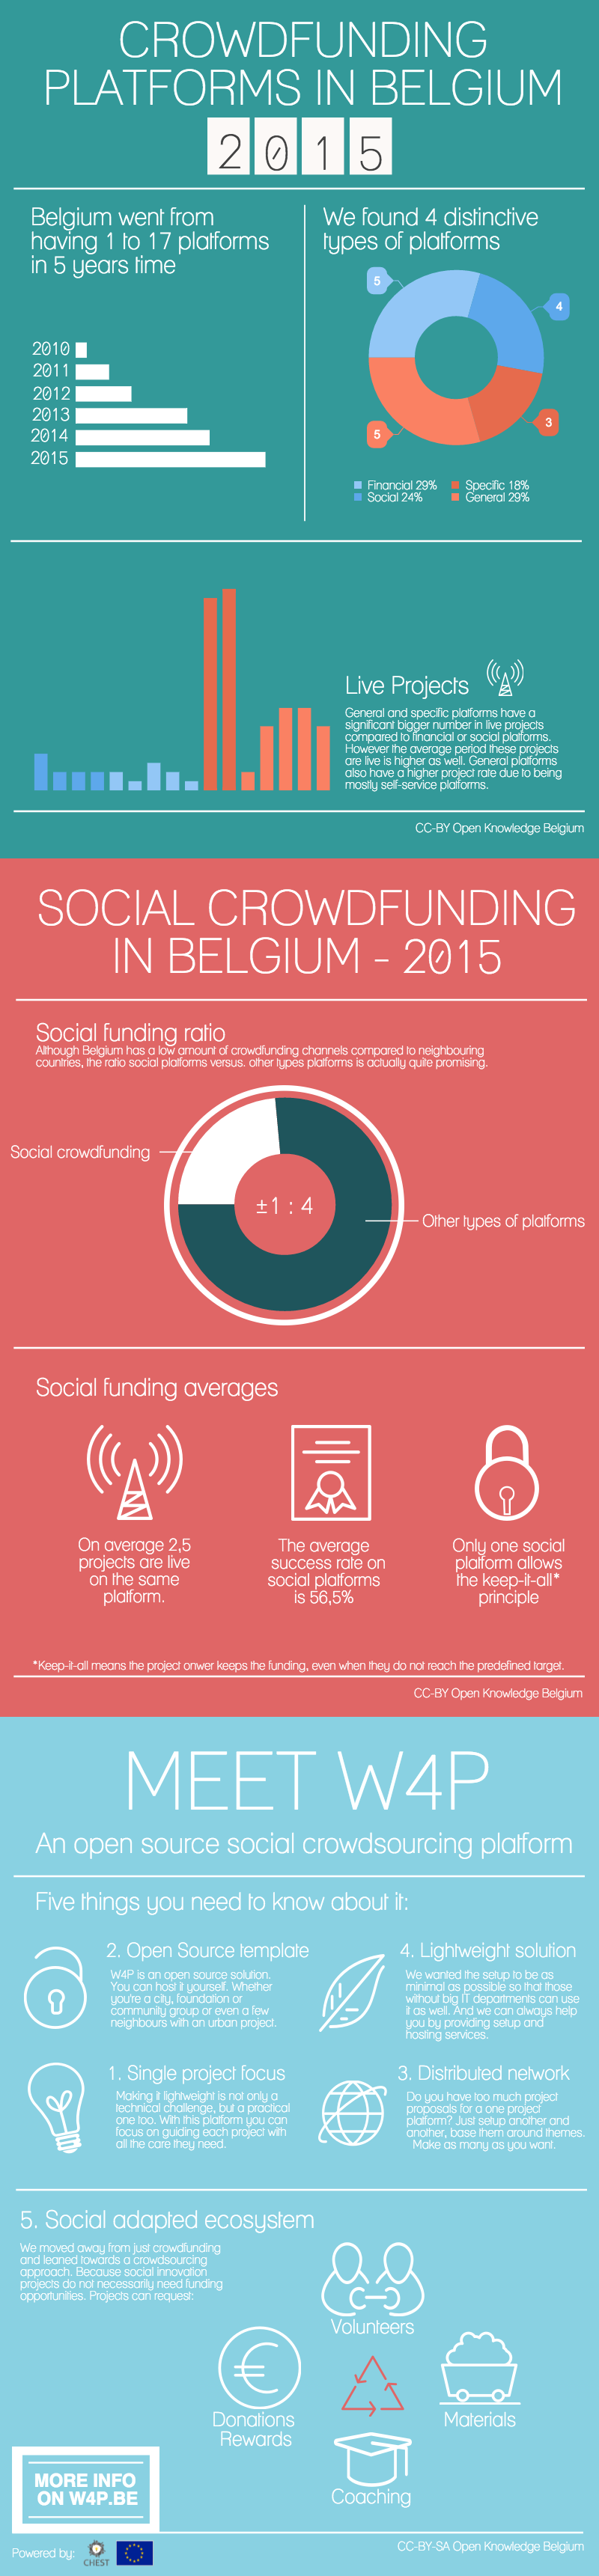 CROWDFUNDING
PLATFORMS IN BELGIUM
2015
Belgium went from
having 1 to 17 platforms
in 5 years time
2010
2011
2012
2013
2014
2015
We found 4 distinctive
types of platforms
5
4
5
3
Financial 29%
Specific 18%
Social 24%
General 29%
Live Projects
General and specific platforms have a
significant bigger number in live projects
compared to financial or social platforms.
However the average period these projects
are live is higher as well. General platforms
also have a higher project rate due to being
mostly self-service platforms.
CC-BY Open Knowledge Belgium
SOCIAL CROWDFUNDING
IN BELGIUM - 2015
Social funding ratio
Although Belgium has a low amount of crowdfunding channels compared to neighbouring
countries, the ratio social platforms versus. other types platforms is actually quite promising.
Social crowdfunding
±1 : 4
Other types of platforms
Social funding averages
On average 2,5
projects are live
on the same
platform.
The average
success rate on
social platforms
is 56,5%
Only one social
platform allows
the keep-it-all*
principle
*Keep-it-all means the project onwer keeps the funding, even when they do not reach the predefined target.
CC-BY Open Knowledge Belgium
MEET W4P
An open source social crowdsourcing platform
Five things you need to know about it:
2. Open Source template
W4P is an open source solution.
You can host it yourself. Whether
you're a city, foundation or
community group or even a few
neighbours with an urban project.
4. Lightweight solution
We wanted the setup to be as
minimal as possible so that those
without big IT departments can use
it as well. And we can always help
you by providing setup and
hosting services.
1. Single project focus
Making it lightweight is not only a
technical challenge, but a practical
one too. With this platform you can
focus on guiding each project with
all the care they need.
3. Distributed network
Do you have too much project
proposals for a one project
platform? Just setup another and
another, base them around themes.
Make as many as you want.
5. Social adapted ecosystem
We moved away from just crowdfunding
and leaned towards a crowdsourcing
approach. Because social innovation
projects do not necessarily need funding
opportunities. Projects can request:
Volunteers
€
Donations
Rewards
Materials
Coaching
MORE INFO
ON W4P.BE
Powered by:
CHEST
CC-BY-SA Open Knowledge Belgium